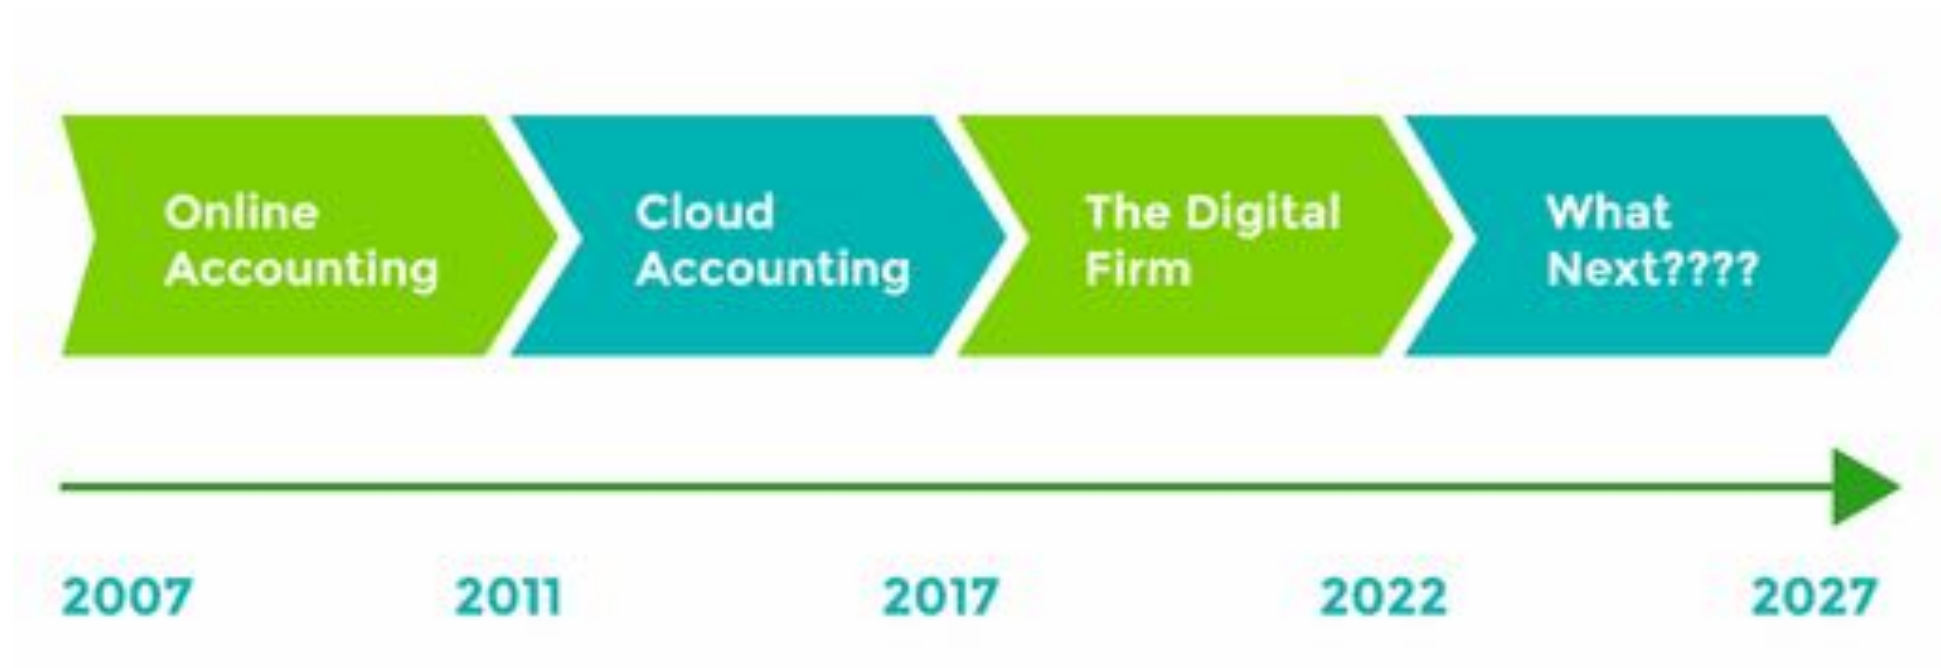 Online
Accounting
Cloud
Accounting
The Digital
Firm
What
Next????
2007 2011 2017 2022 2027